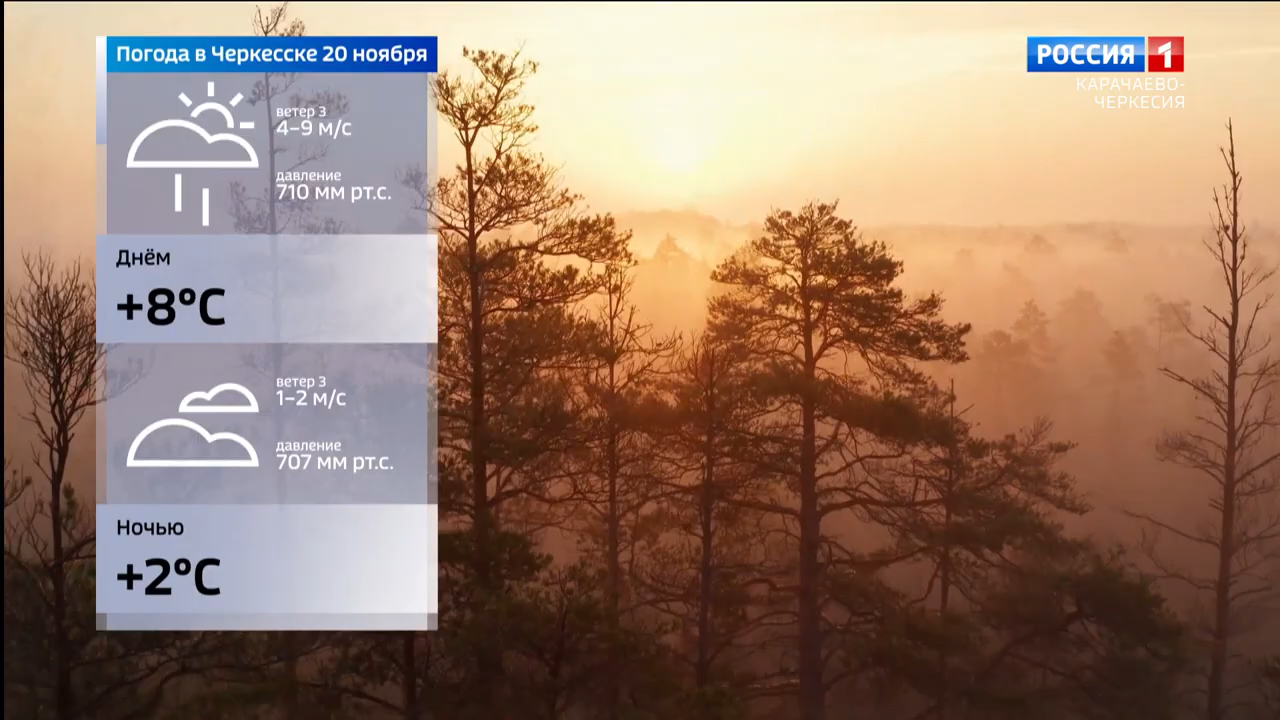 Погода в Черкесске 20 ноября
РОССИЯ 1
КАРАЧАЕВО-
ЧЕРКЕСИЯ
ветер З
4–9 м/с
давление
710 мм рт.с.
Днём
+8°C
ветер З
1–2 м/с
давление
707 мм рт.с.
Ночью
+2°C